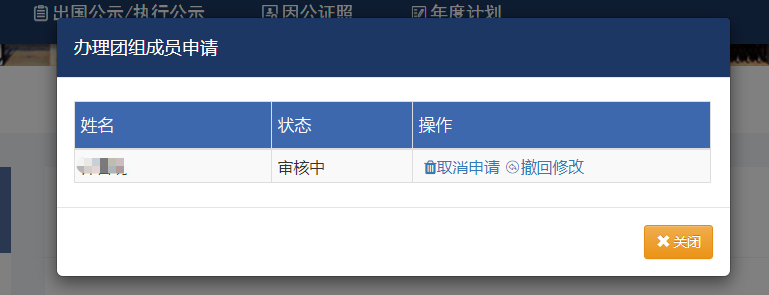 出国公示/执行公示 因公证照 年度计划
办理团组成员申请
姓名 状态 操作
审核中 取消申请 撤回修改
关闭